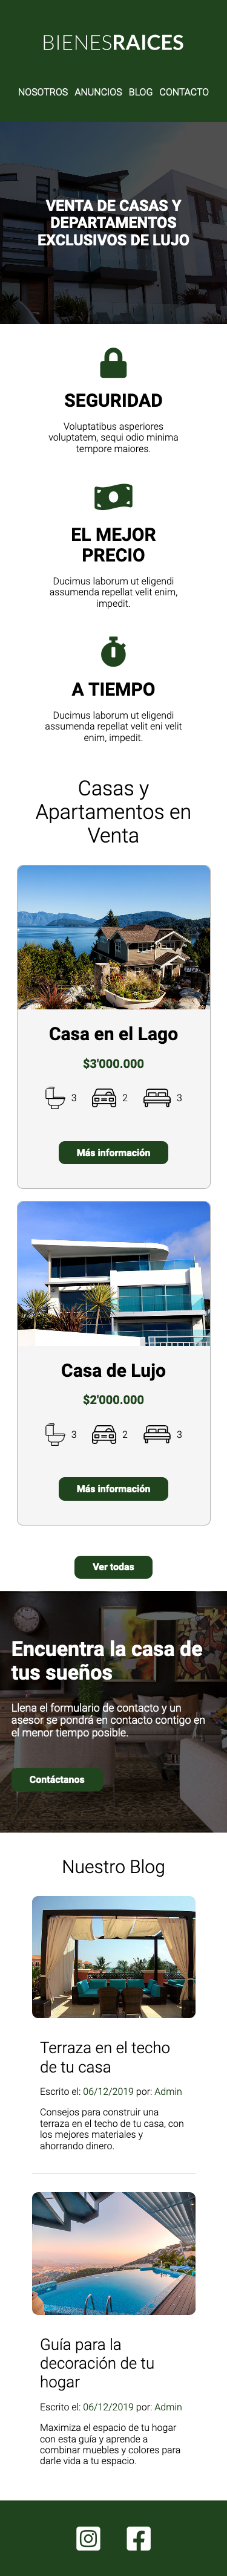 BIENESRAICES
NOSOTROS ANUNCIOS BLOG CONTACTO
VENTA DE CASAS Y
DEPARTAMENTOS
EXCLUSIVOS DE LUJO
SEGURIDAD
Voluptatibus asperiores
voluptatem, sequi odio minima
tempore maiores.
EL MEJOR
PRECIO
Ducimus laborum ut eligendi
assumenda repellat velit enim,
impedit.
A TIEMPO
Ducimus laborum ut eligendi
assumenda repellat velit eni velit
enim, impedit.
Casas y
Apartamentos en
Venta
Casa en el Lago
$3'000.000
3 2 3
Más información
Casa de Lujo
$2'000.000
3 2 3
Más información
Ver todas
Encuentra la casa de
tus sueños
Llena el formulario de contacto y un
asesor se pondrá en contacto contigo en
el menor tiempo posible.
Contáctanos
Nuestro Blog
Terraza en el techo
de tu casa
Escrito el: 06/12/2019 por: Admin
Consejos para construir una
terraza en el techo de tu casa, con
los mejores materiales y
ahorrando dinero.
Guía para la
decoración de tu
hogar
Escrito el: 06/12/2019 por: Admin
Maximiza el espacio de tu hogar
con esta guía y aprende a
combinar muebles y colores para
darle vida a tu espacio.